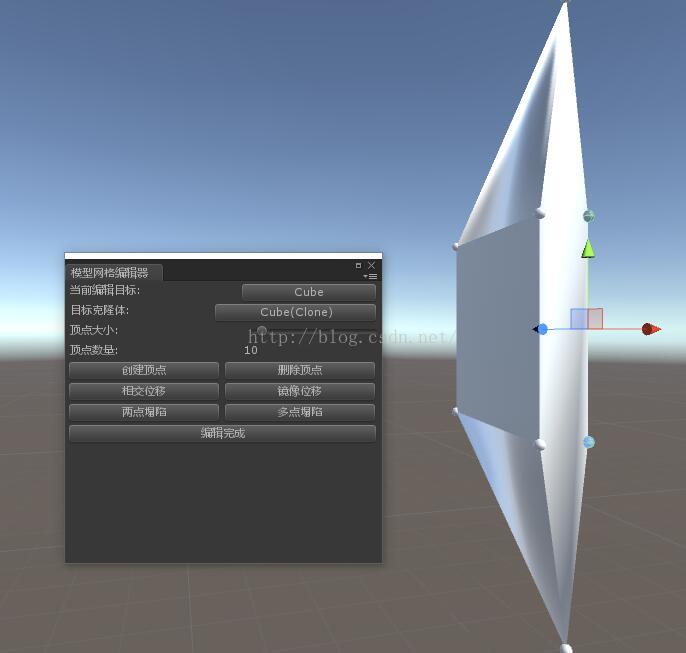 模型网格编辑器
当前编辑目标: Cube
目标克隆体: Cube(Clone)
顶点大小:
http://blog.csdn.net/
顶点数量: 10
创建顶点 删除顶点
相交位移 镜像位移
两点塌陷 多点塌陷
编辑完成